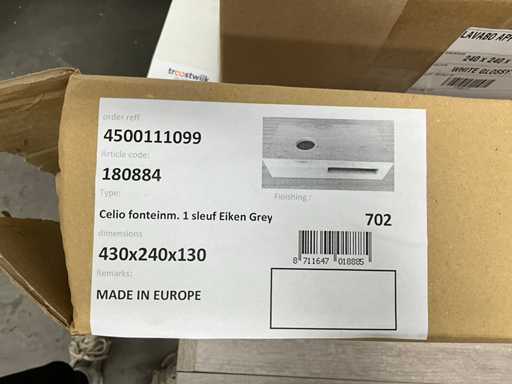 troostwijk
LAVABO
240 x 240 x
WHITE GLOSSY
order reff
4500111099
Article code:
180884
Type:
Finishing :
Celio fonteinm. 1 sleuf Eiken Grey
702
dimensions
430x240x130
Remarks:
MADE IN EUROPE
8 711647 018885